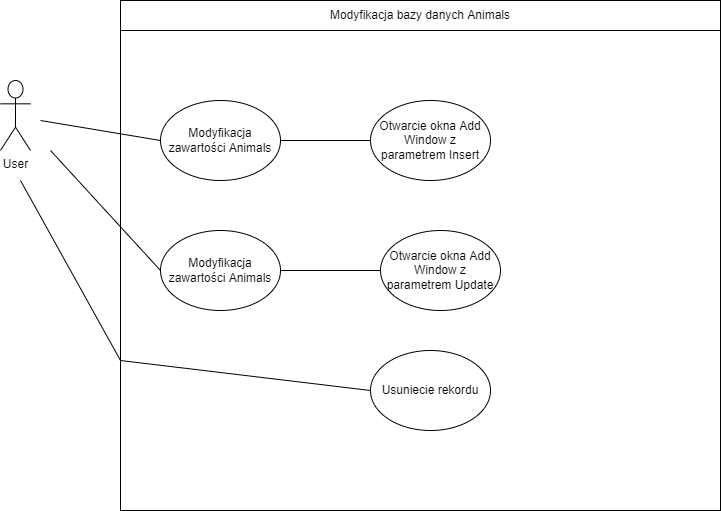 Modyfikacja bazy danych Animals
User
Modyfikacja
zawartości Animals
Otwarcie okna Add
Window z
parametrem Insert
Modyfikacja
zawartości Animals
Otwarcie okna Add
Window z
parametrem Update
Usuniecie rekordu